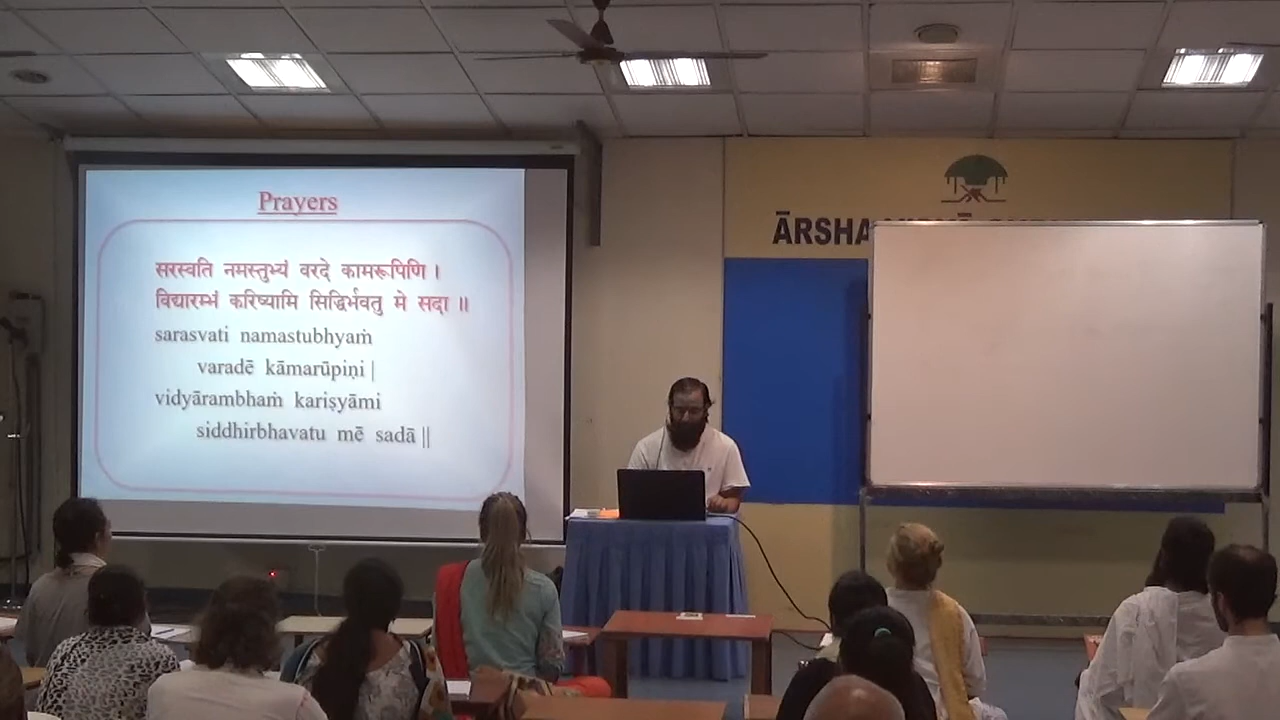 Prayers
सरस्वति नमस्तुभ्यं वरदे कामरूपिणि ।
विद्यारम्भं करिष्यामि सिद्धिर्भवतु मे सदा ॥
sarasvati namastubhyaṁ
varadē kāmarūpiṇi |
vidyārambhaṁ kariṣyāmi
siddhirbhavatu mē sadā ||
ĀRSHA